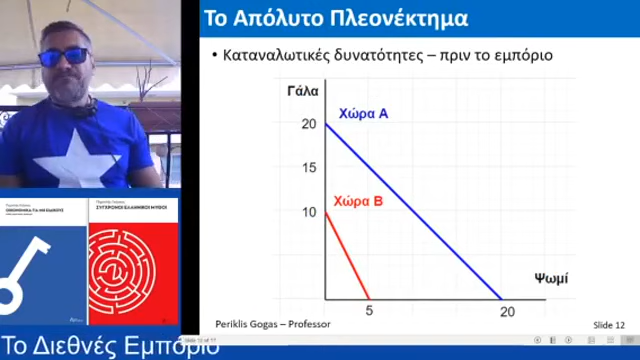 Το Απόλυτο Πλεονέκτημα
• Καταναλωτικές δυνατότητες – πριν το εμπόριο
Γάλα
Χώρα Α
20
15
Χώρα Β
10
Ψωμί
5
20
Periklis Gogas – Professor
Slide 12
ΣΥΓΧΡΟΝΟΙ ΕΛΛΗΝΙΚΟΙ ΜΥΘΟΙ
ΟΙΚΟΝΟΜΙΚΑ ΓΙΑ ΜΗ ΕΙΔΙΚΟΥΣ
Το Διεθνές Εμπόριο